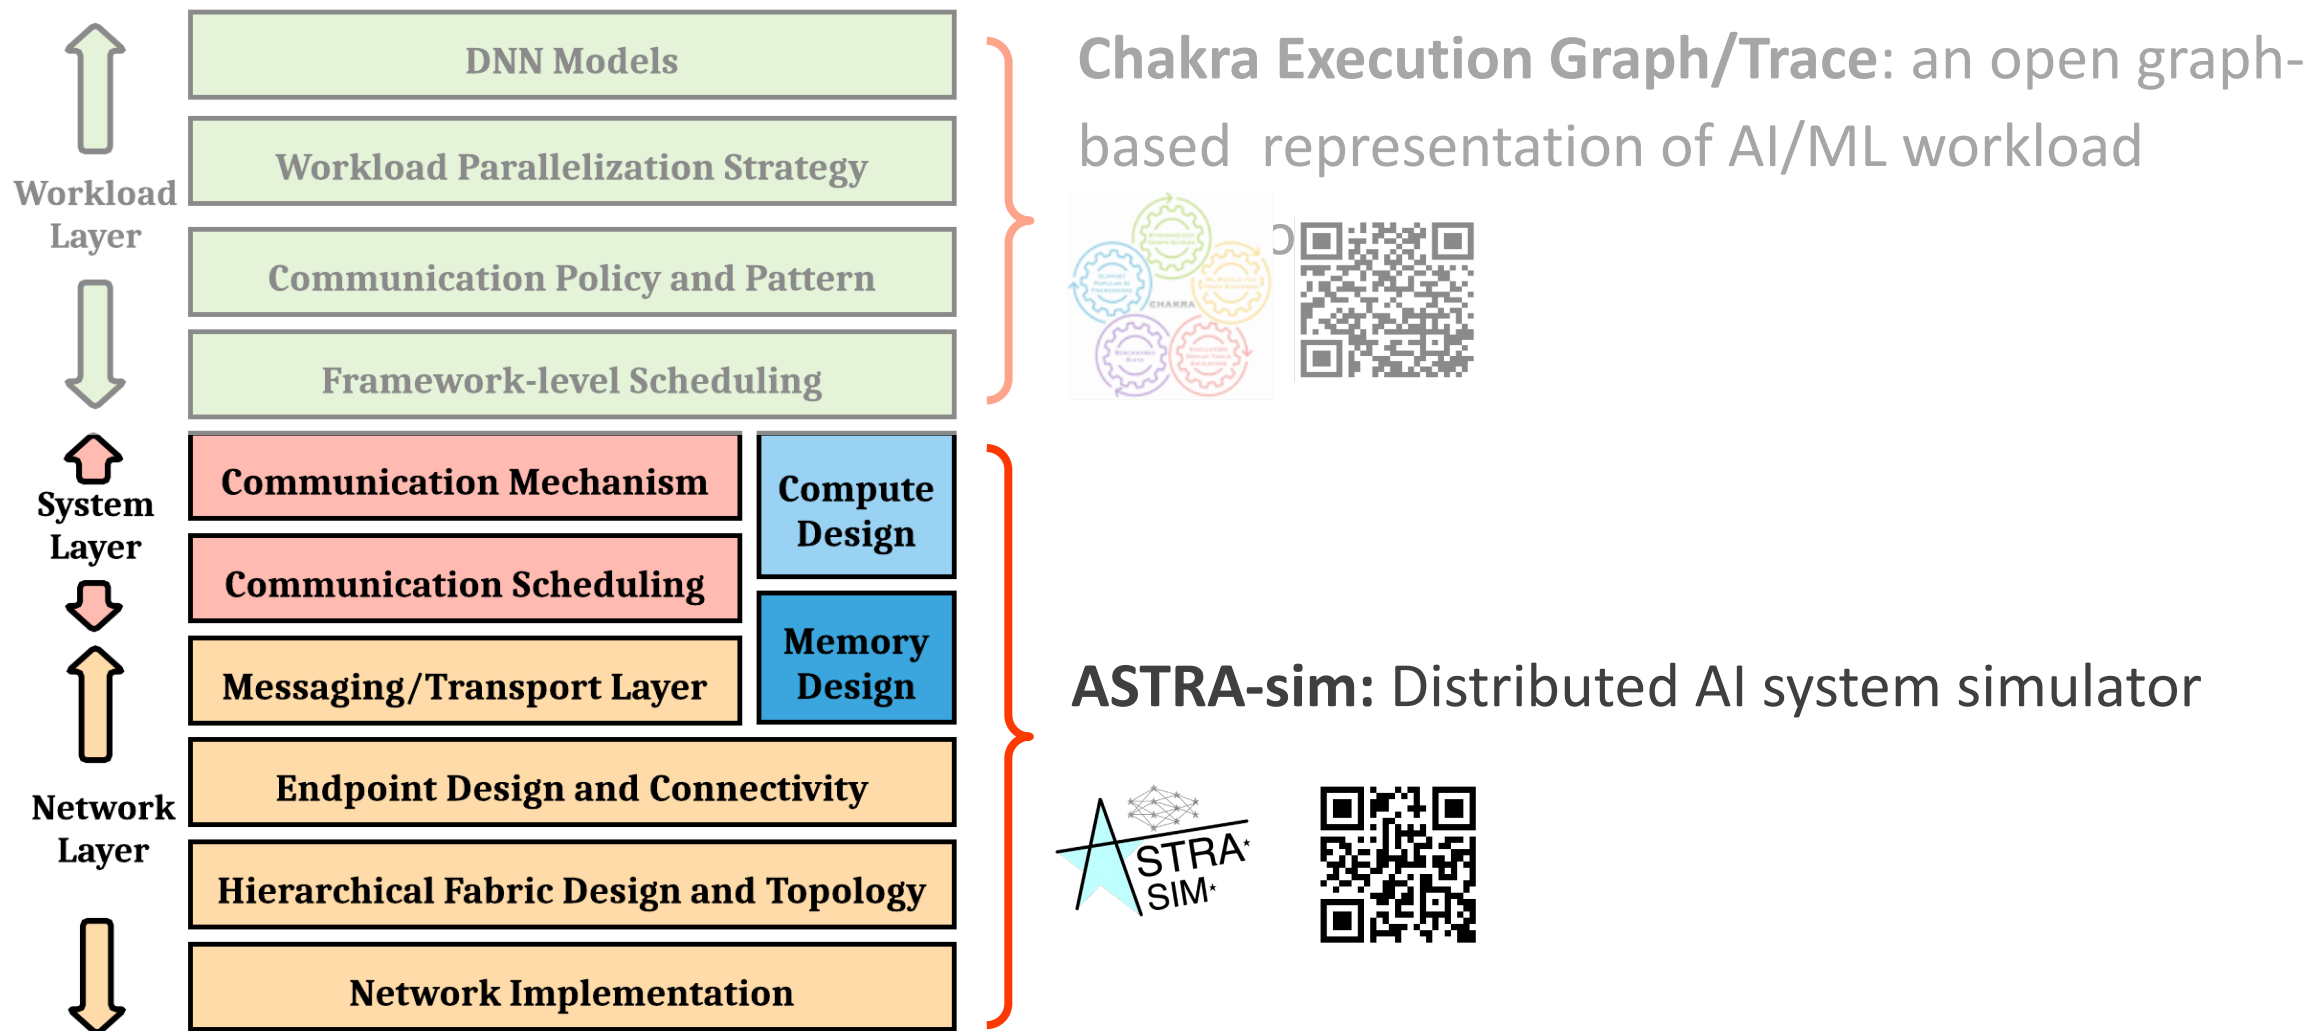 DNN Models
Workload Parallelization Strategy
Communication Policy and Pattern
Framework-level Scheduling
Workload
Layer
Communication Mechanism
Communication Scheduling
Compute
Design
Memory
Design
System
Layer
Messaging/Transport Layer
Endpoint Design and Connectivity
Hierarchical Fabric Design and Topology
Network Implementation
Network
Layer
Chakra Execution Graph/Trace: an open graph-
based representation of AI/ML workload
CHAKRA
ASTRA-sim: Distributed AI system simulator
ASTRA
SIM